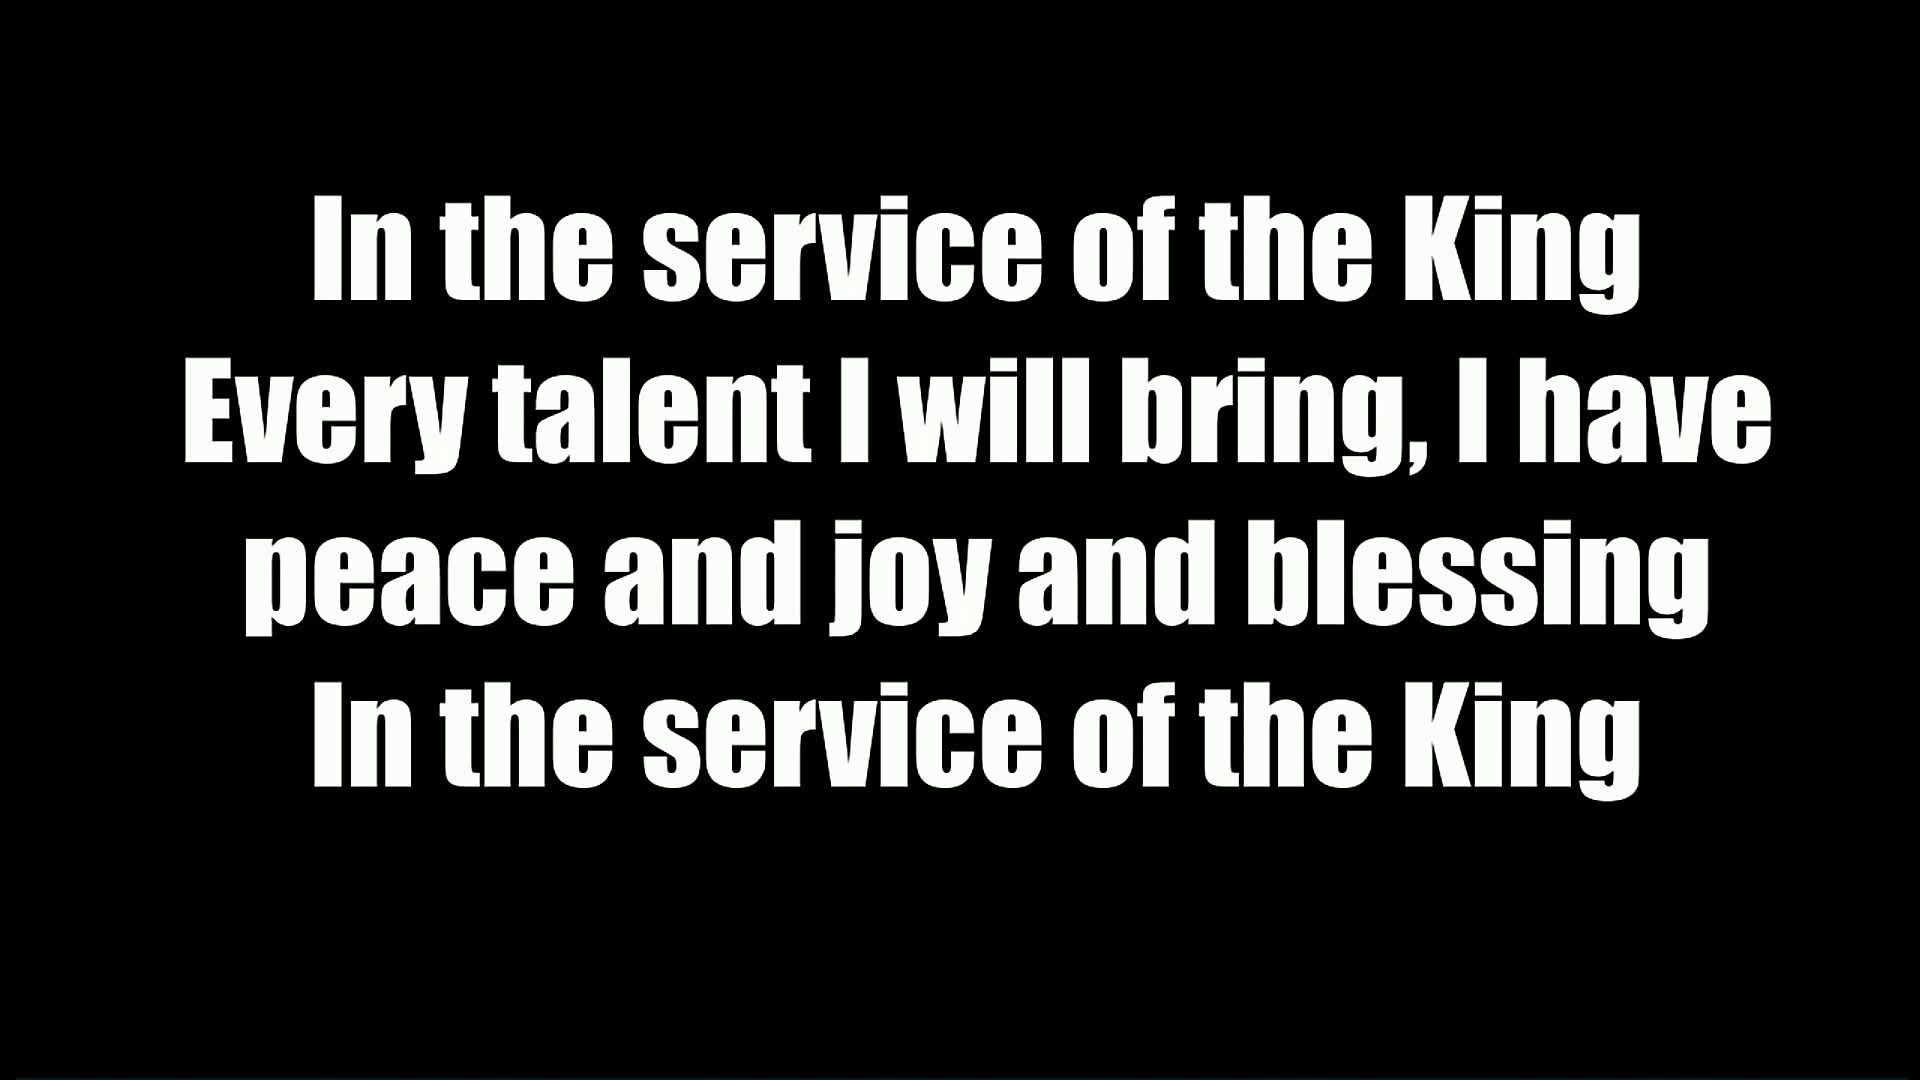 In the service of the King
Every talent I will bring, I have
peace and joy and blessing
In the service of the King